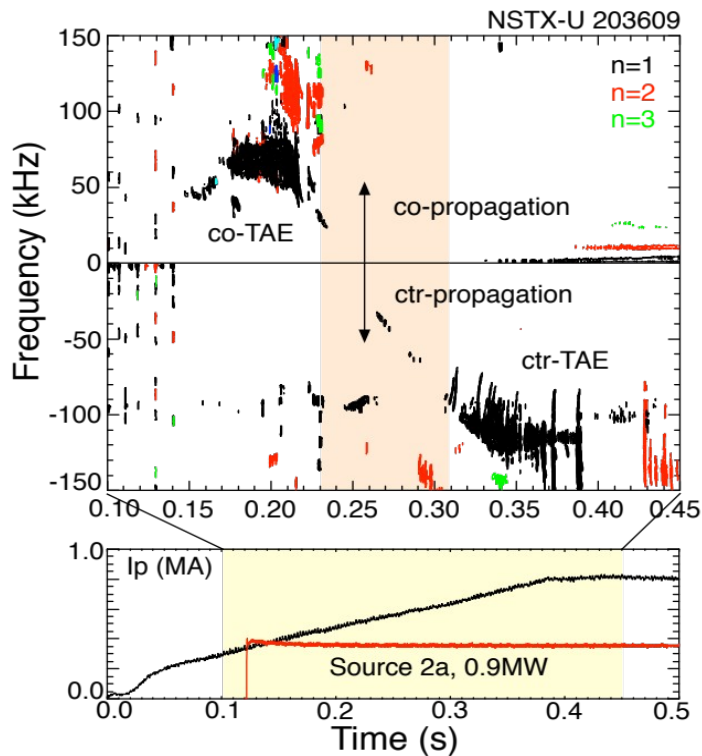 NSTX-U 203609
150
n=1
n=2
n=3
100
50
co-TAE
co-propagation
0
ctr-propagation
-50
ctr-TAE
-100
-150
Frequency (kHz)
0.10 0.15 0.20 0.25 0.30 0.35 0.40 0.45
1.0
Ip (MA)
Source 2a, 0.9MW
0.0
0.0 0.1 0.2 0.3 0.4 0.5
Time (s)